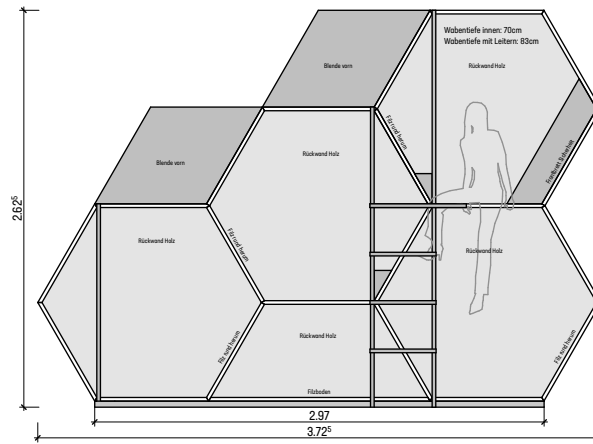 Wabentiefe innen: 70cm
Wabentiefe mit Leitern: 83cm
Blende vorn
Rückwand Holz
Filz rund herum
Blende vorn
Rückwand Holz
Frontbrett Sicherheit
2.62⁵
Rückwand Holz
Filz rund herum
Rückwand Holz
Filz rund herum
Rückwand Holz
Filz rund herum
Filzboden
2.97
3.72⁵